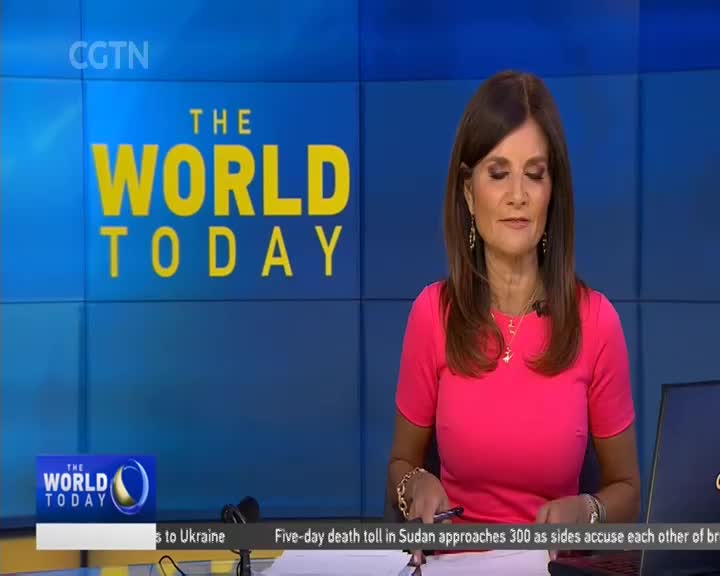 CGTN
THE
WORLD
TODAY
THE
WORLD
TODAY
s to Ukraine Five-day death toll in Sudan approaches 300 as sides accuse each other of br